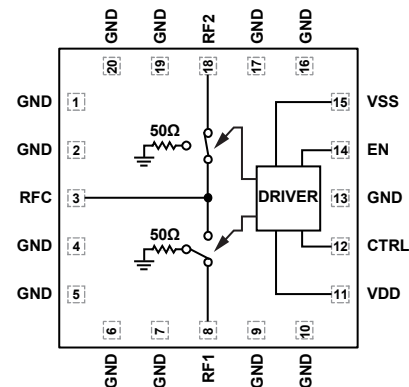 GND GND RF2 GND GND
20 19 18 17 16
GND 1
15 VSS
50Ω
GND 2
14 EN
RFC 3
DRIVER
13 GND
50Ω
GND 4
12 CTRL
GND 5
11 VDD
6 7 8 9 10
GND GND RF1 GND GND